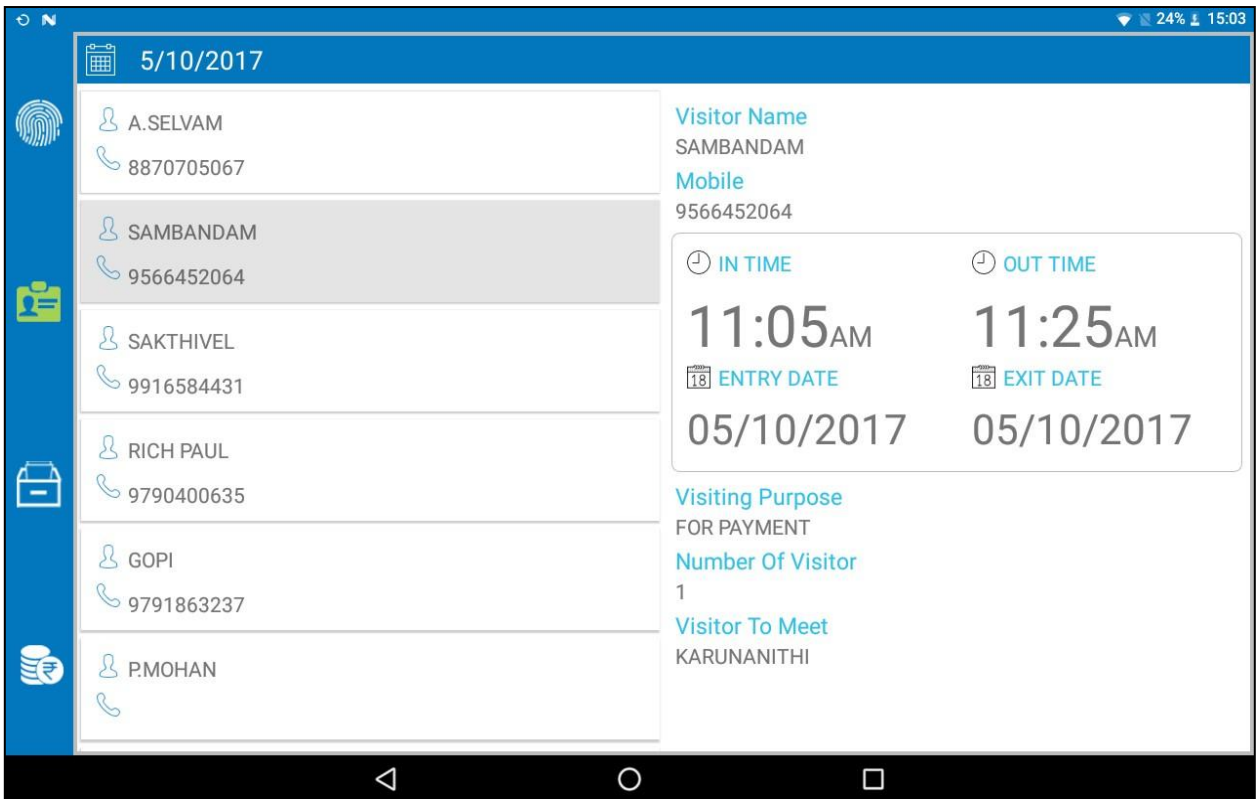 24% 15:03
5/10/2017
A.SELVAM
8870705067
SAMBANDAM
9566452064
SAKTHIVEL
9916584431
RICH PAUL
9790400635
GOPI
9791863237
P.MOHAN
Visitor Name
SAMBANDAM
Mobile
9566452064
IN TIME
OUT TIME
11:05AM
11:25AM
18 ENTRY DATE
18 EXIT DATE
05/10/2017
05/10/2017
Visiting Purpose
FOR PAYMENT
Number Of Visitor
1
Visitor To Meet
KARUNANITHI